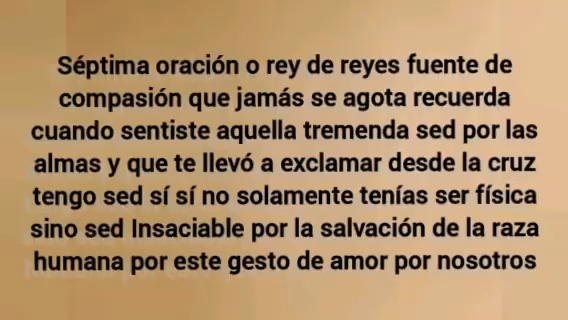 Séptima oración o rey de reyes fuente de
compasión que jamás se agota recuerda
cuando sentiste aquella tremenda sed por las
almas y que te llevó a exclamar desde la cruz
tengo sed sí sí no solamente tenías ser física
sino sed Insaciable por la salvación de la raza
humana por este gesto de amor por nosotros